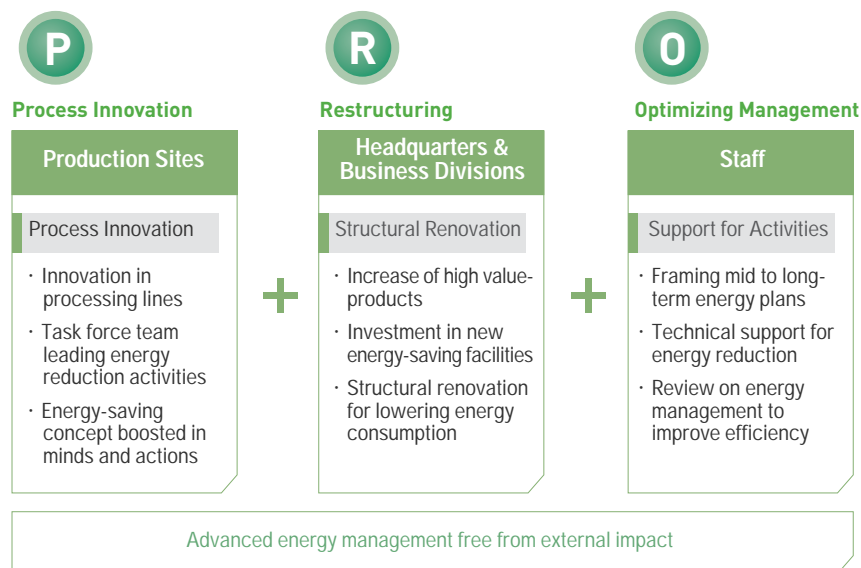 P
Process Innovation
Production Sites
Process Innovation
· Innovation in
processing lines
· Task force team
leading energy
reduction activities
· Energy-saving
concept boosted in
minds and actions
+
R
Restructuring
Headquarters &
Business Divisions
Structural Renovation
· Increase of high value-
products
· Investment in new
energy-saving facilities
· Structural renovation
for lowering energy
consumption
+
O
Optimizing Management
Staff
Support for Activities
· Framing mid to long-
term energy plans
· Technical support for
energy reduction
· Review on energy
management to
improve efficiency
Advanced energy management free from external impact